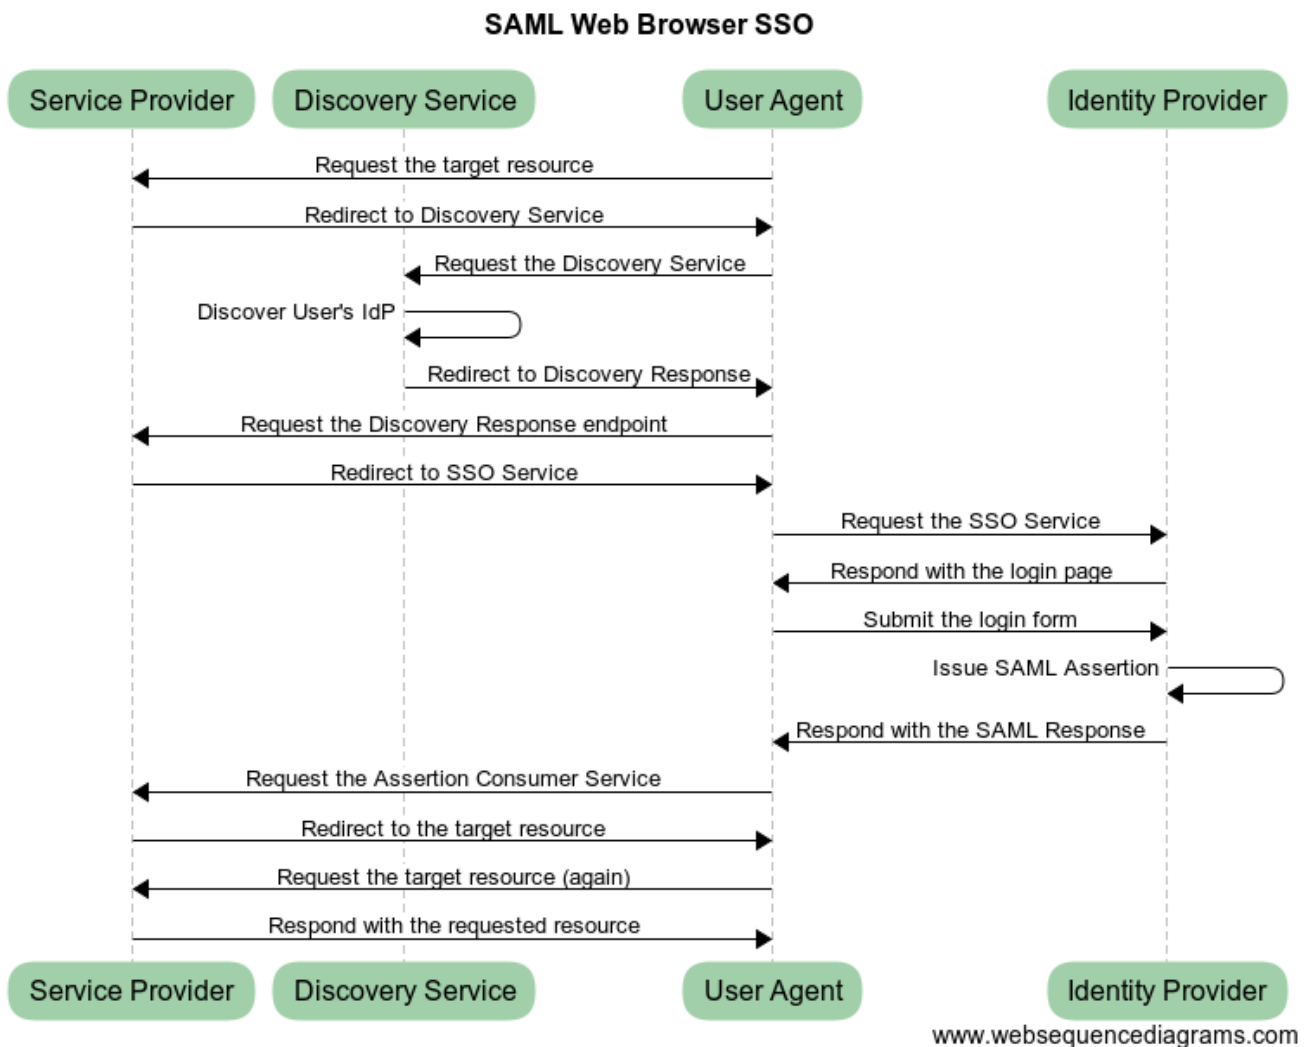 SAML Web Browser SSO
Service Provider
Discovery Service
User Agent
Identity Provider
Request the target resource
Redirect to Discovery Service
Request the Discovery Service
Discover User's IdP
Redirect to Discovery Response
Request the Discovery Response endpoint
Redirect to SSO Service
Request the SSO Service
Respond with the login page
Submit the login form
Issue SAML Assertion
Respond with the SAML Response
Request the Assertion Consumer Service
Redirect to the target resource
Request the target resource (again)
Respond with the requested resource
Service Provider
Discovery Service
User Agent
Identity Provider
www.websequencediagrams.com